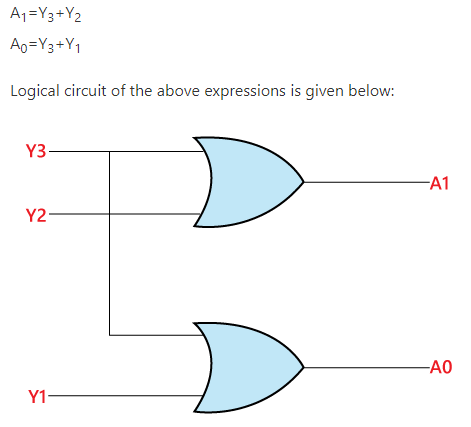 A₁=Y₃+Y₂
A₀=Y₃+Y₁
Logical circuit of the above expressions is given below:
Y3
A1
Y2
A0
Y1